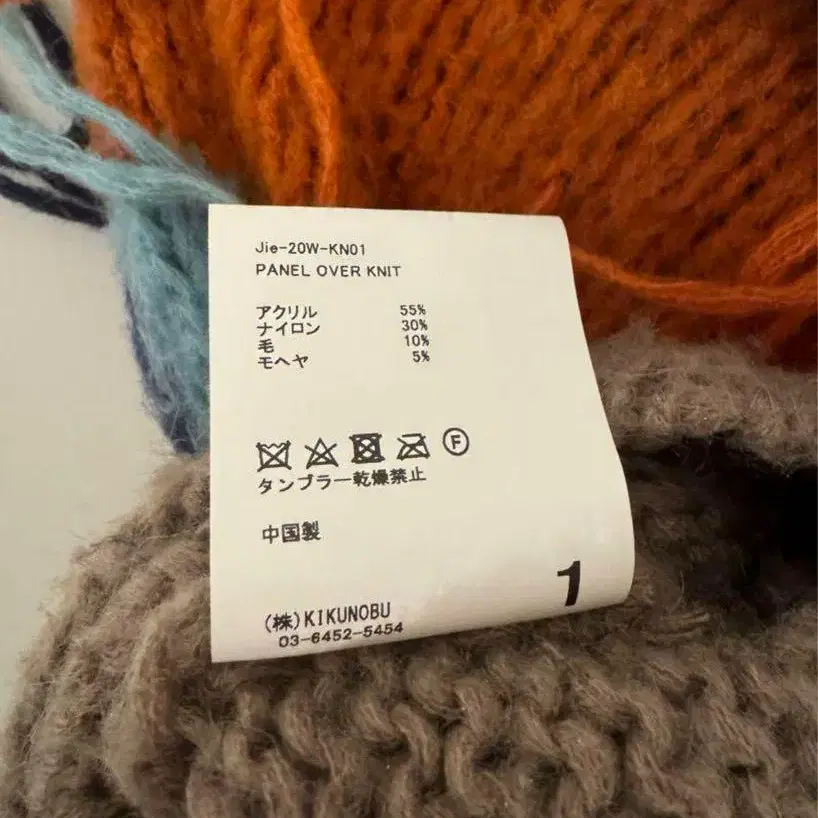 Jie-20W-KN01
PANEL OVER KNIT
アクリル 55%
ナイロン 30%
毛 10%
モヘヤ 5%
F
タンブラー乾燥禁止
中国製
1
(株)KIKUNOBU
03-6452-5454